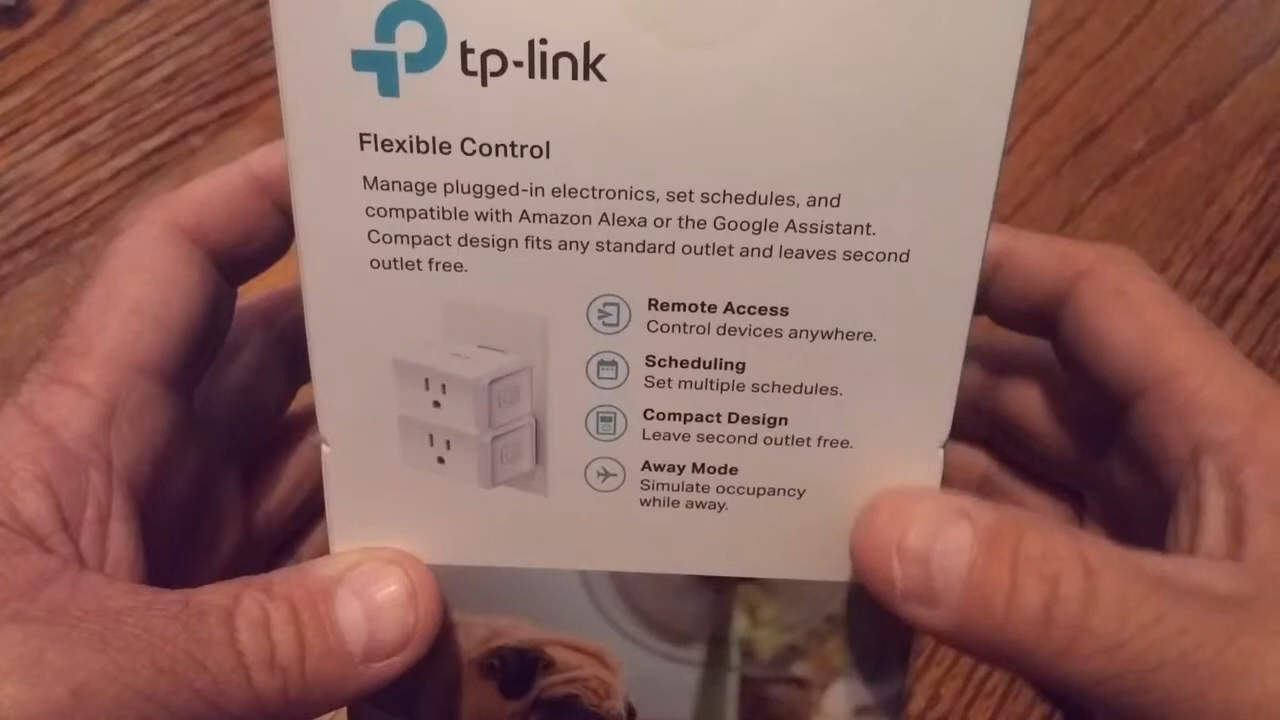 tp-link
Flexible Control
Manage plugged-in electronics, set schedules, and
compatible with Amazon Alexa or the Google Assistant.
Compact design fits any standard outlet and leaves second
outlet free.
Remote Access
Control devices anywhere.
Scheduling
Set multiple schedules.
Compact Design
Leave second outlet free.
Away Mode
Simulate occupancy
while away.